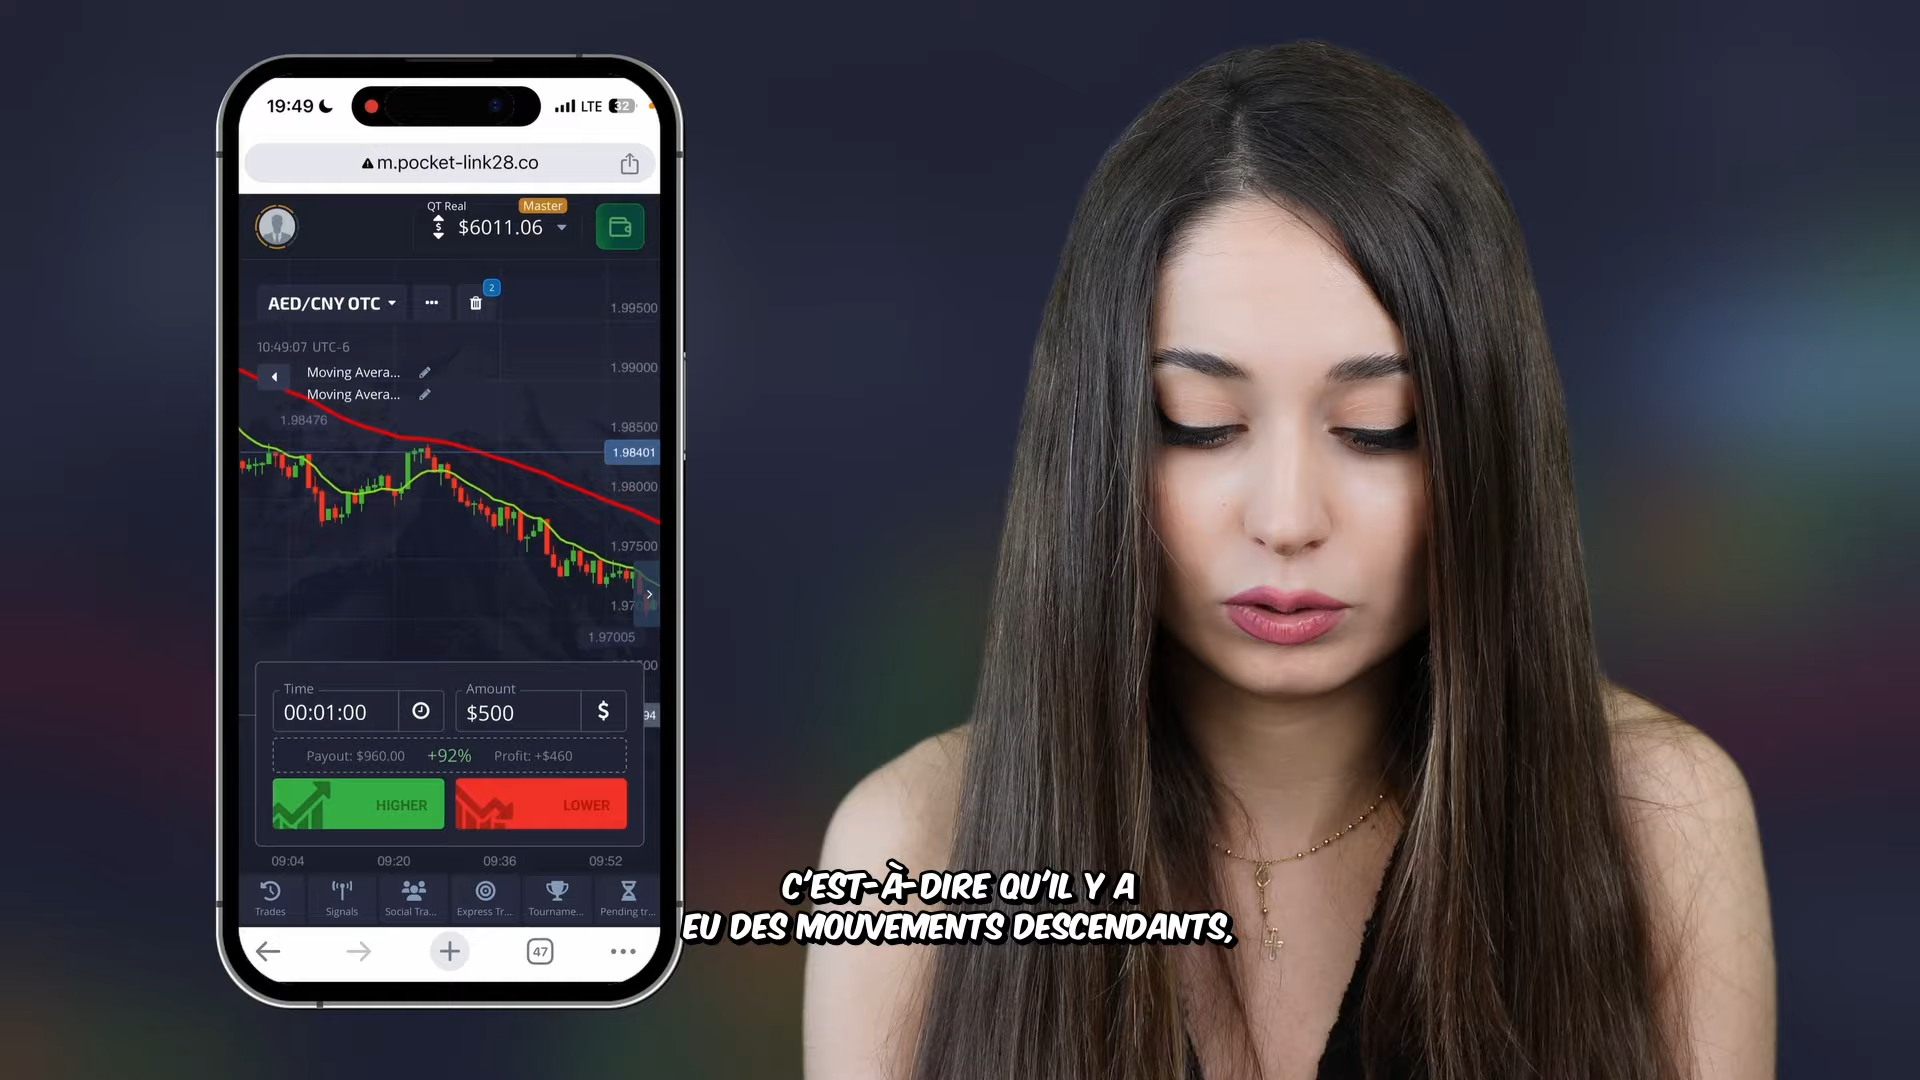 19:49
LTE 32
m.pocket-link28.co
QT Real
Master
$6011.06
2
AED/CNY OTC
1.99500
10:49:07 UTC-6
1.99000
Moving Avera...
Moving Avera...
1.98476
1.98500
1.98401
1.98000
1.97500
1.97
1.97005
00
Time
Amount
00:01:00
$500
$
94
Payout: $960.00 +92% Profit: +$460
HIGHER
LOWER
09:04 09:20 09:36 09:52
Trades Signals Social Tra... Express Tr... Tourname... Pending tr...
47
C'EST-À-DIRE QU'IL Y A
EU DES MOUVEMENTS DESCENDANTS,